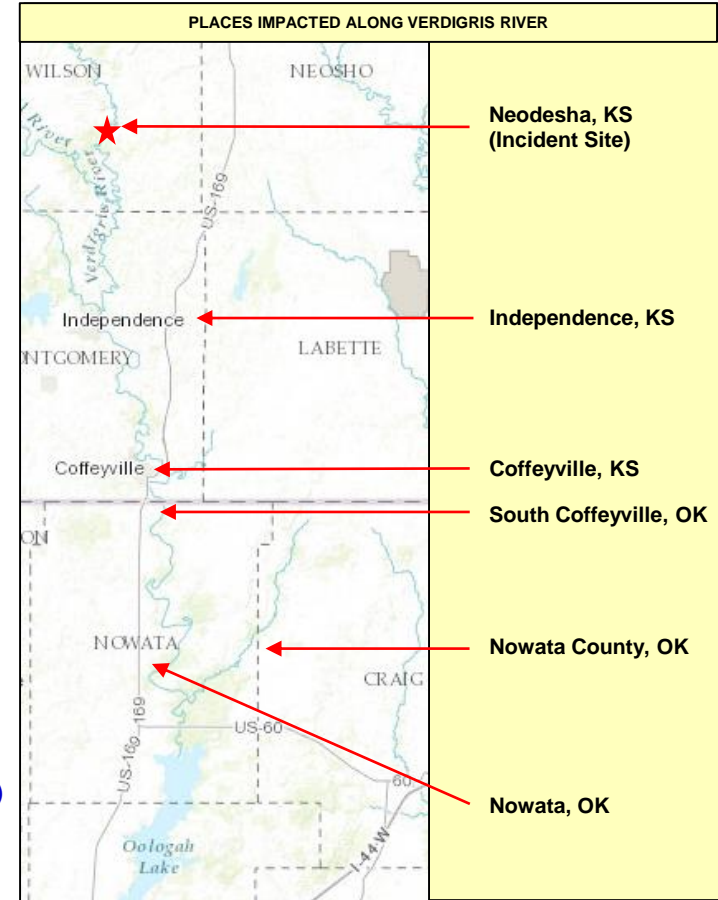 PLACES IMPACTED ALONG VERDIGRIS RIVER
WILSON
NEOSHO
River
Verdigris River
US-169
Neodesha, KS
(Incident Site)
Independence
Independence, KS
NTGOMERY
LABETTE
Coffeyville
Coffeyville, KS
South Coffeyville, OK
ON
NOWATA
Nowata County, OK
CRAIG
US-169
169
US-60
60
I-44-W
Nowata, OK
Oologah
Lake
)